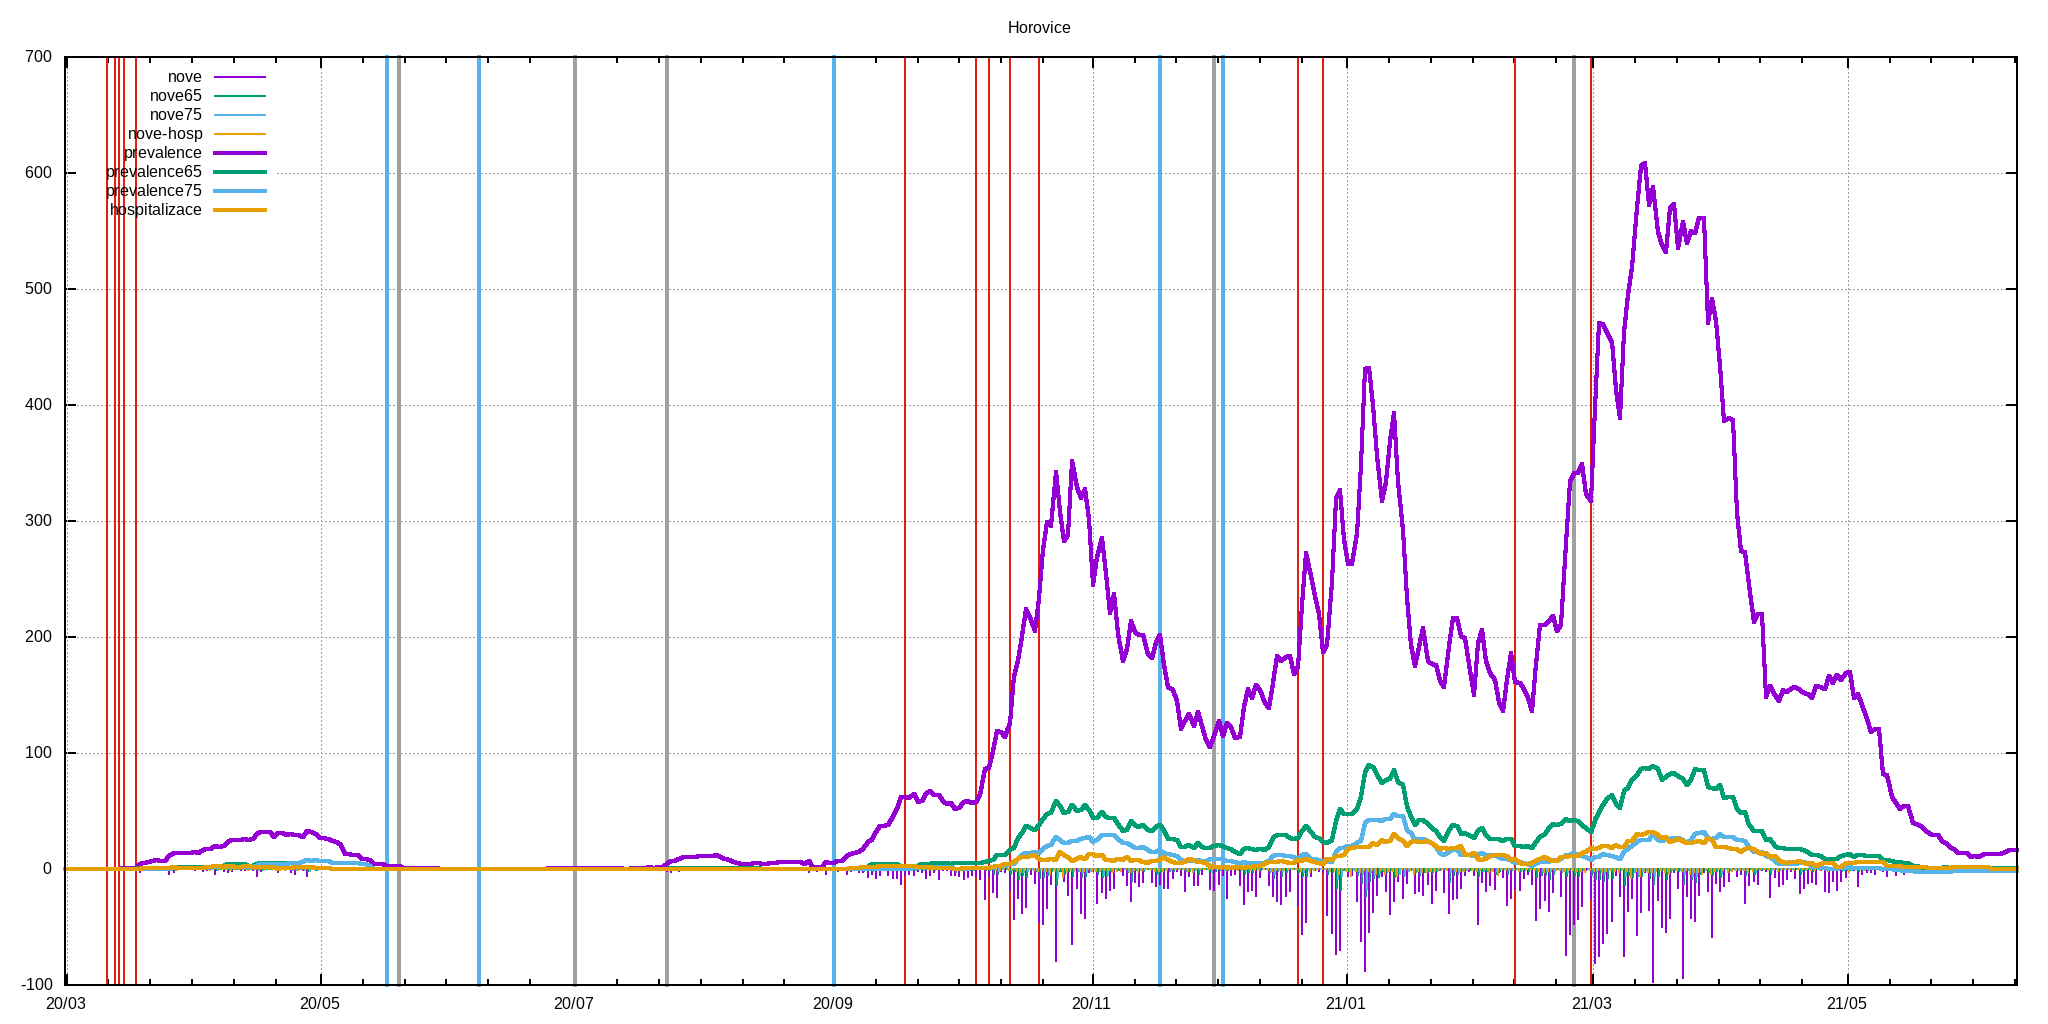 Horovice
700
600
500
400
300
200
100
0
-100
nove
nove65
nove75
nove-hosp
prevalence
prevalence65
prevalence75
hospitalizace
20/03 20/05 20/07 20/09 20/11 21/01 21/03 21/05